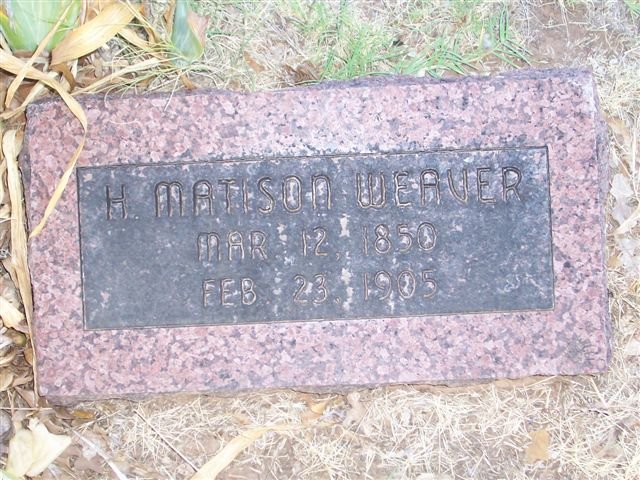 H. MATISON WEAVER
MAR. 12, 1850
FEB. 23, 1905